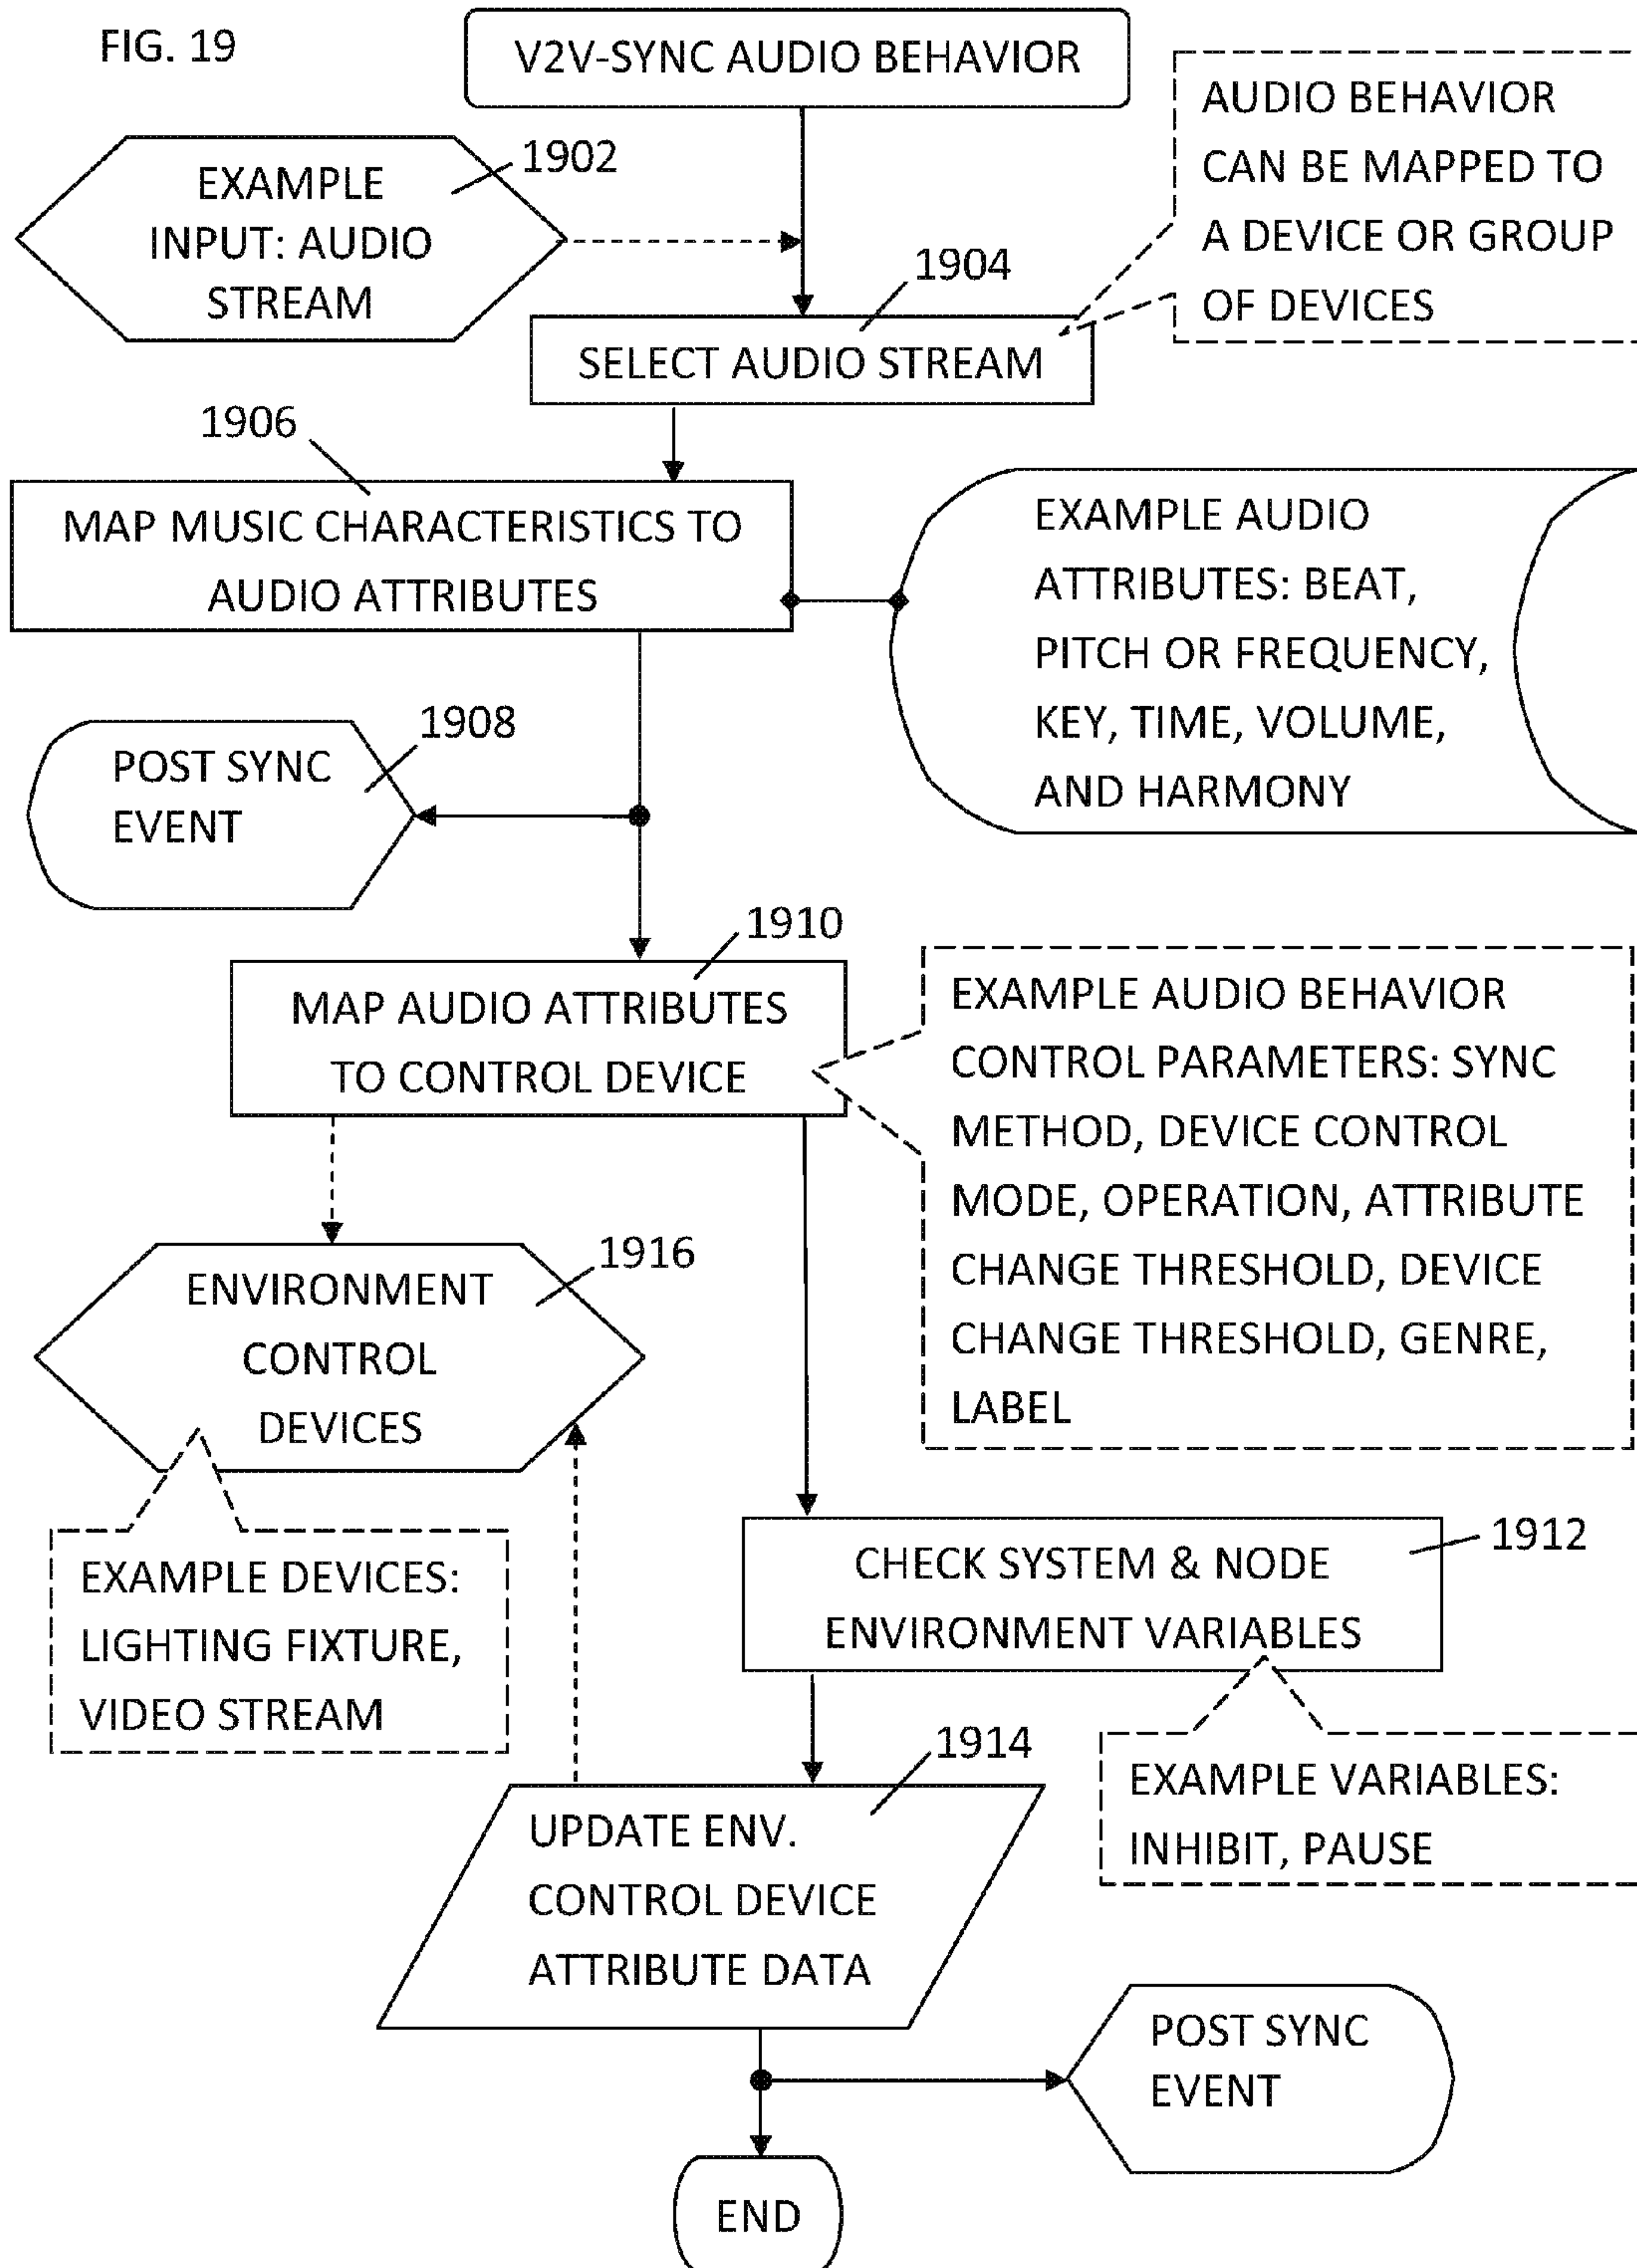 FIG. 19
V2V-SYNC AUDIO BEHAVIOR
AUDIO BEHAVIOR
CAN BE MAPPED TO
A DEVICE OR GROUP
OF DEVICES
1902
EXAMPLE
INPUT: AUDIO
STREAM
1904
SELECT AUDIO STREAM
1906
MAP MUSIC CHARACTERISTICS TO
AUDIO ATTRIBUTES
EXAMPLE AUDIO
ATTRIBUTES: BEAT,
PITCH OR FREQUENCY,
KEY, TIME, VOLUME,
AND HARMONY
1908
POST SYNC
EVENT
1910
MAP AUDIO ATTRIBUTES
TO CONTROL DEVICE
EXAMPLE AUDIO BEHAVIOR
CONTROL PARAMETERS: SYNC
METHOD, DEVICE CONTROL
MODE, OPERATION, ATTRIBUTE
CHANGE THRESHOLD, DEVICE
CHANGE THRESHOLD, GENRE,
LABEL
1916
ENVIRONMENT
CONTROL
DEVICES
EXAMPLE DEVICES:
LIGHTING FIXTURE,
VIDEO STREAM
1912
CHECK SYSTEM & NODE
ENVIRONMENT VARIABLES
EXAMPLE VARIABLES:
INHIBIT, PAUSE
1914
UPDATE ENV.
CONTROL DEVICE
ATTRIBUTE DATA
POST SYNC
EVENT
END